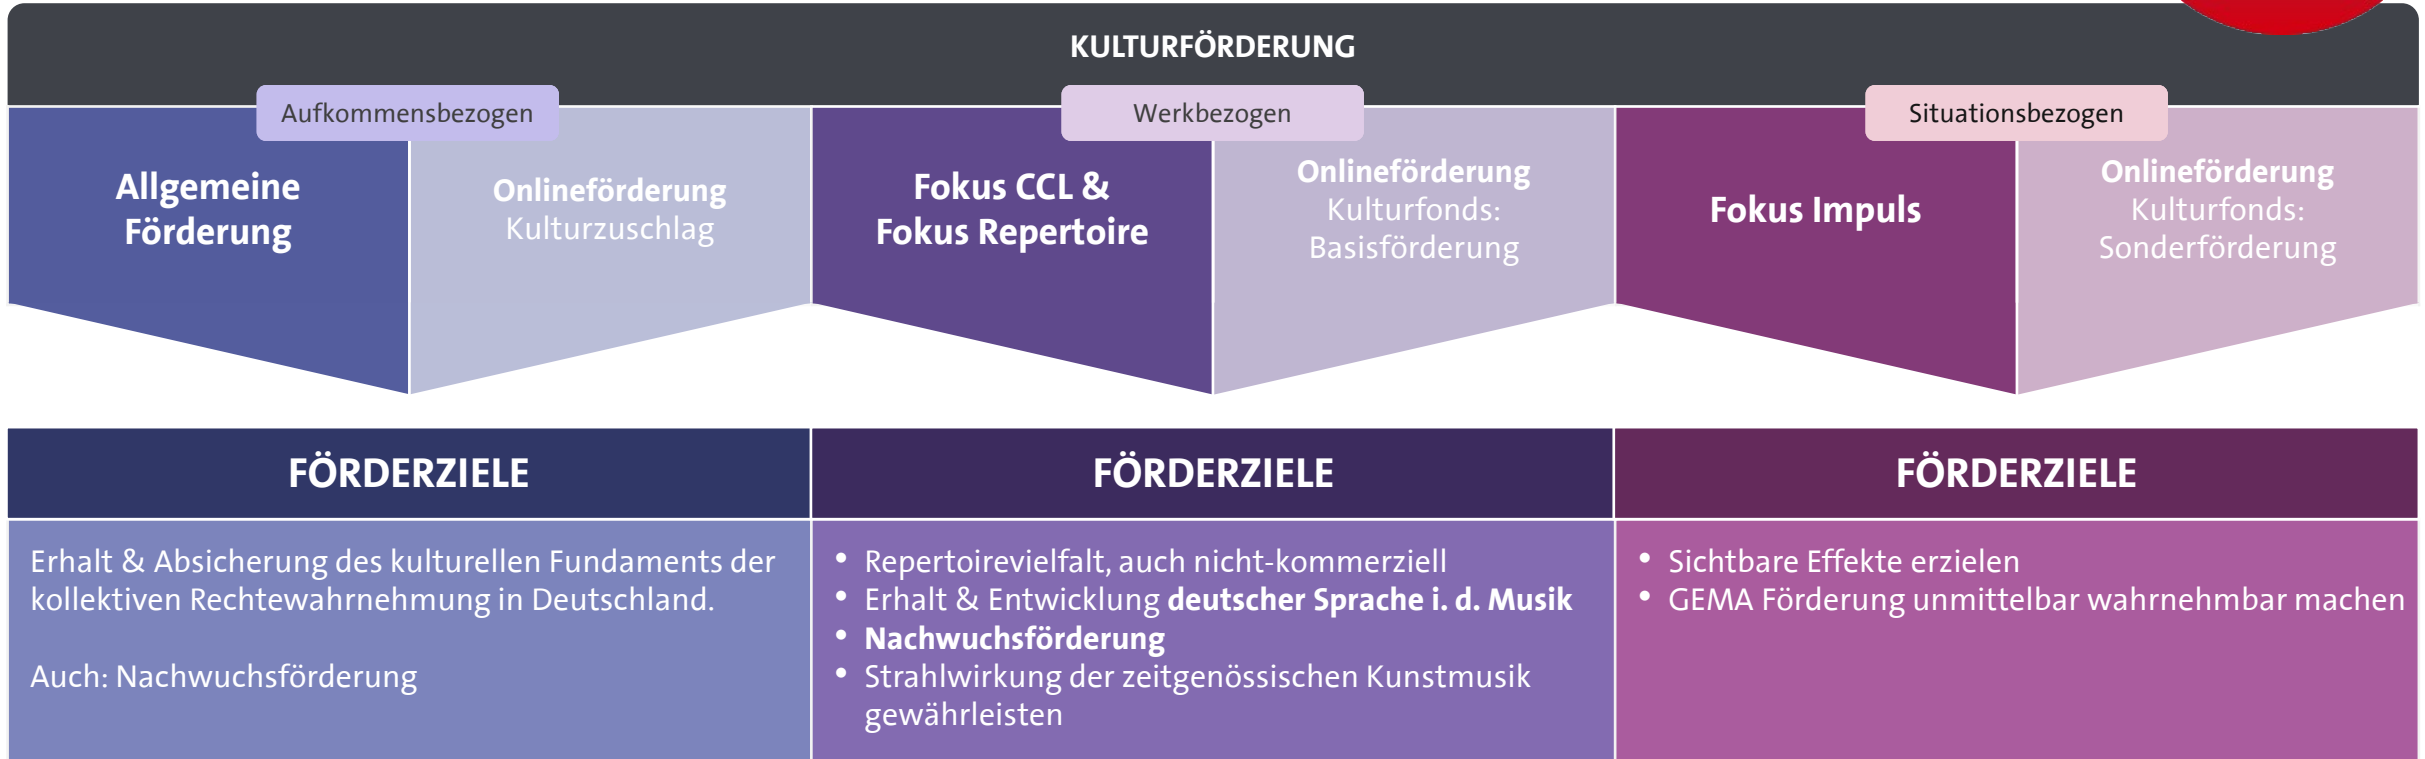 KULTURFÖRDERUNG
Aufkommensbezogen
Allgemeine
Förderung
Onlineförderung
Kulturzuschlag
Werkbezogen
Fokus CCL &
Fokus Repertoire
Onlineförderung
Kulturfonds:
Basisförderung
Situationsbezogen
Fokus Impuls
Onlineförderung
Kulturfonds:
Sonderförderung
FÖRDERZIELE
Erhalt & Absicherung des kulturellen Fundaments der
kollektiven Rechtewahrnehmung in Deutschland.
Auch: Nachwuchsförderung
FÖRDERZIELE
• Repertoirevielfalt, auch nicht-kommerziell
• Erhalt & Entwicklung deutscher Sprache i. d. Musik
• Nachwuchsförderung
• Strahlwirkung der zeitgenössischen Kunstmusik
gewährleisten
FÖRDERZIELE
• Sichtbare Effekte erzielen
• GEMA Förderung unmittelbar wahrnehmbar machen